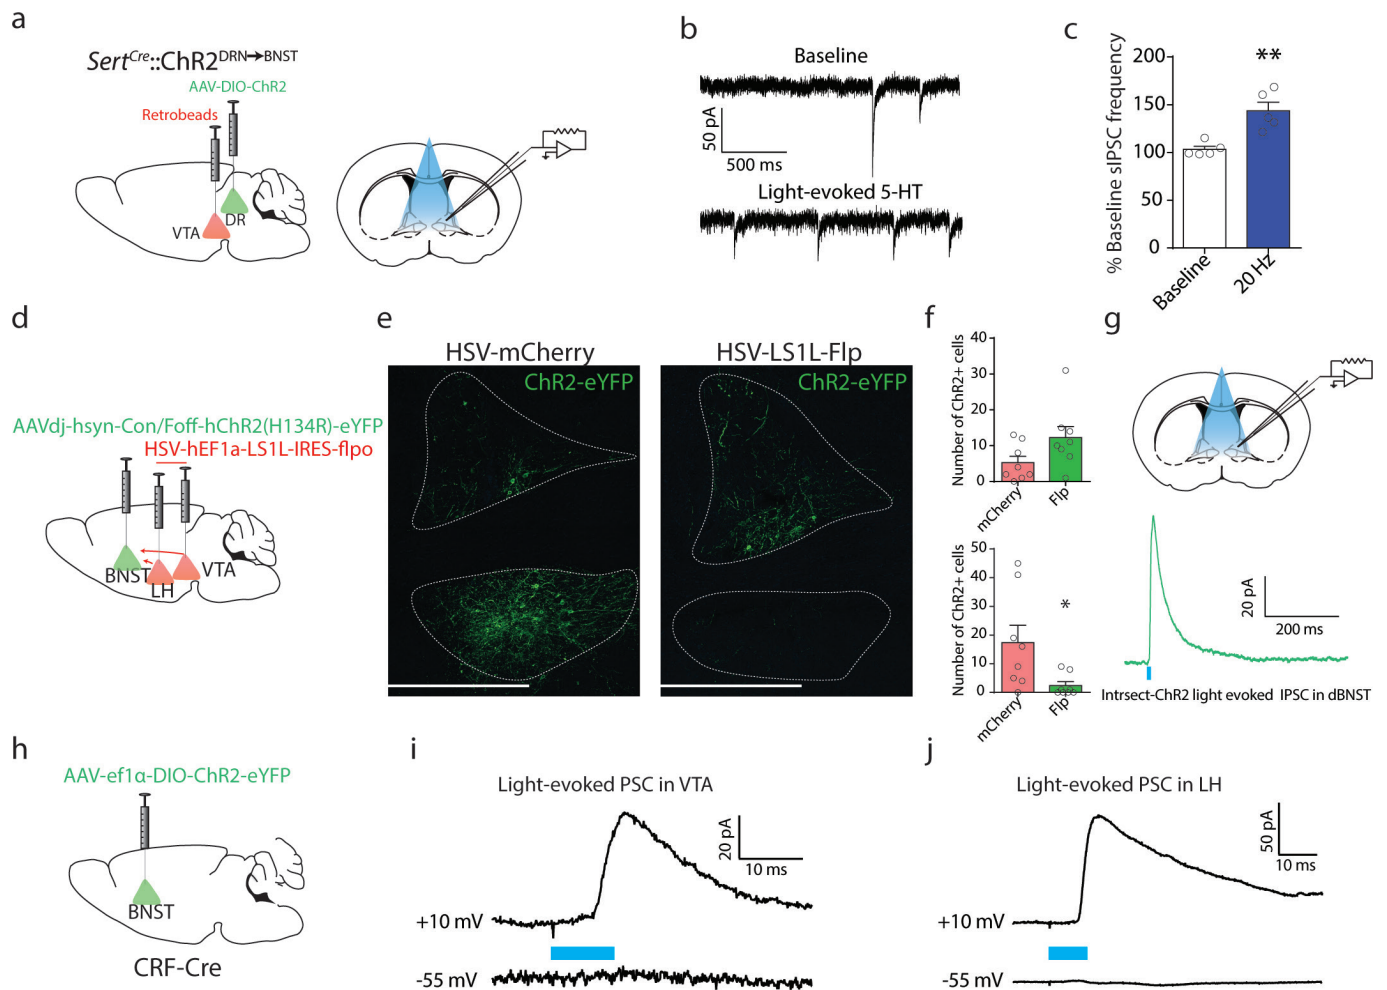 a
Sert^Cre::ChR2^DRN→BNST
AAV-DIO-ChR2
Retrobeads
DR
VTA
b
Baseline
50 pA
500 ms
Light-evoked 5-HT
c
% Baseline sIPSC frequency
200
150
100
50
0
**
Baseline
20 Hz
d
AAVdj-hsyn-Con/Foff-hChR2(H134R)-eYFP
HSV-hEF1a-LS1L-IRES-flpo
BNST
LH
VTA
e
HSV-mCherry
ChR2-eYFP
HSV-LS1L-Flp
ChR2-eYFP
f
Number of ChR2+ cells
40
30
20
10
0
mCherry
Flp
Number of ChR2+ cells
50
40
30
20
10
0
*
mCherry
Flp
g
20 pA
200 ms
Intrsect-ChR2 light evoked IPSC in dBNST
h
AAV-ef1α-DIO-ChR2-eYFP
BNST
CRF-Cre
i
Light-evoked PSC in VTA
20 pA
10 ms
+10 mV
-55 mV
j
Light-evoked PSC in LH
50 pA
10 ms
+10 mV
-55 mV